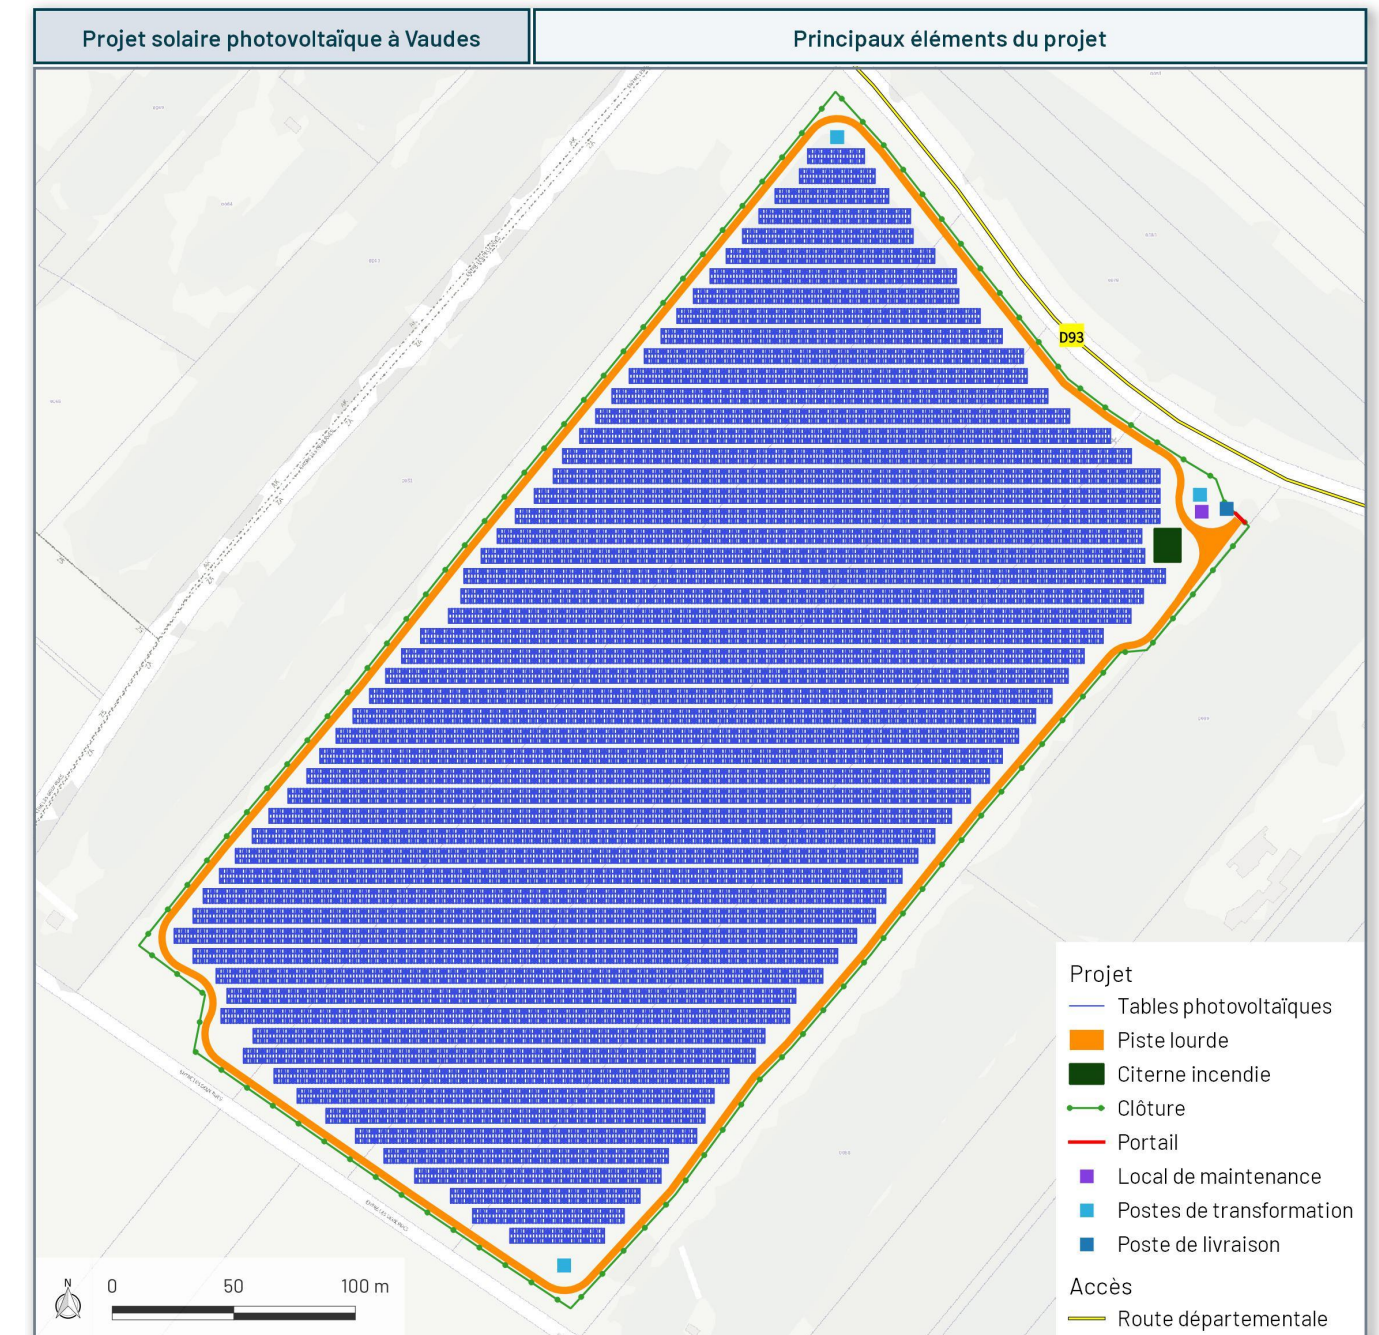 Projet solaire photovoltaïque à Vaudes
Principaux éléments du projet
D93
Projet
Tables photovoltaïques
Piste lourde
Citerne incendie
Clôture
Portail
Local de maintenance
Postes de transformation
Poste de livraison
Accès
Route départementale
N
0 50 100 m